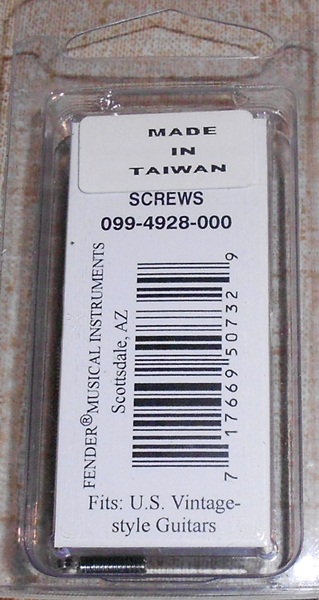 MADE
IN
TAIWAN
SCREWS
099-4928-000
FENDER® MUSICAL INSTRUMENTS
Scottsdale, AZ
7 17669 50732 9
Fits: U.S. Vintage-
style Guitars